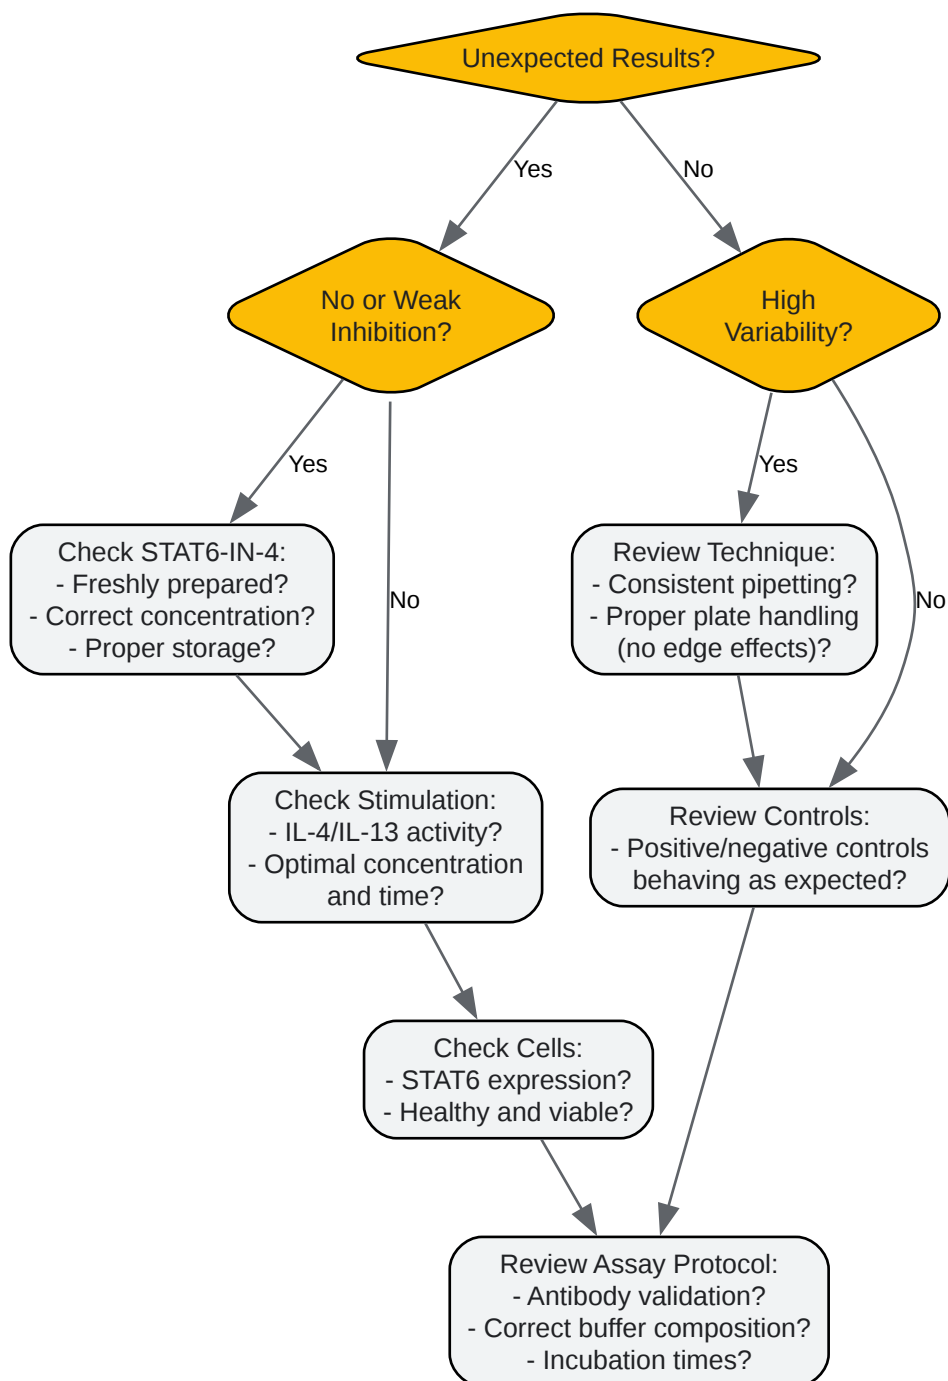 Unexpected Results?
Yes
No
No or Weak
Inhibition?
High
Variability?
Yes
Yes
Check STAT6-IN-4:
- Freshly prepared?
- Correct concentration?
- Proper storage?
No
Review Technique:
- Consistent pipetting?
- Proper plate handling
(no edge effects)?
No
Check Stimulation:
- IL-4/IL-13 activity?
- Optimal concentration
and time?
Review Controls:
- Positive/negative controls
behaving as expected?
Check Cells:
- STAT6 expression?
- Healthy and viable?
Review Assay Protocol:
- Antibody validation?
- Correct buffer composition?
- Incubation times?